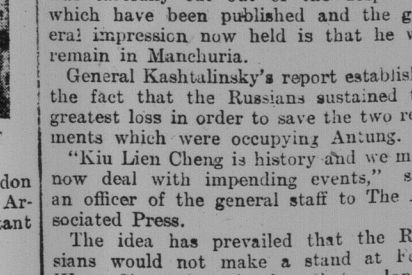 which have been published and the g
eral impression now held is that he w
remain in Manchuria.
General Kashtalinsky's report establis
the fact that the Russians sustained
greatest loss in order to save the two re
ments which were occupying Antung.
"Kiu Lien Cheng is history and we m
now deal with impending events," s
an officer of the general staff to The
sociated Press.
The idea has prevailed that the R
sians would not make a stand at
don
Ar-
tant